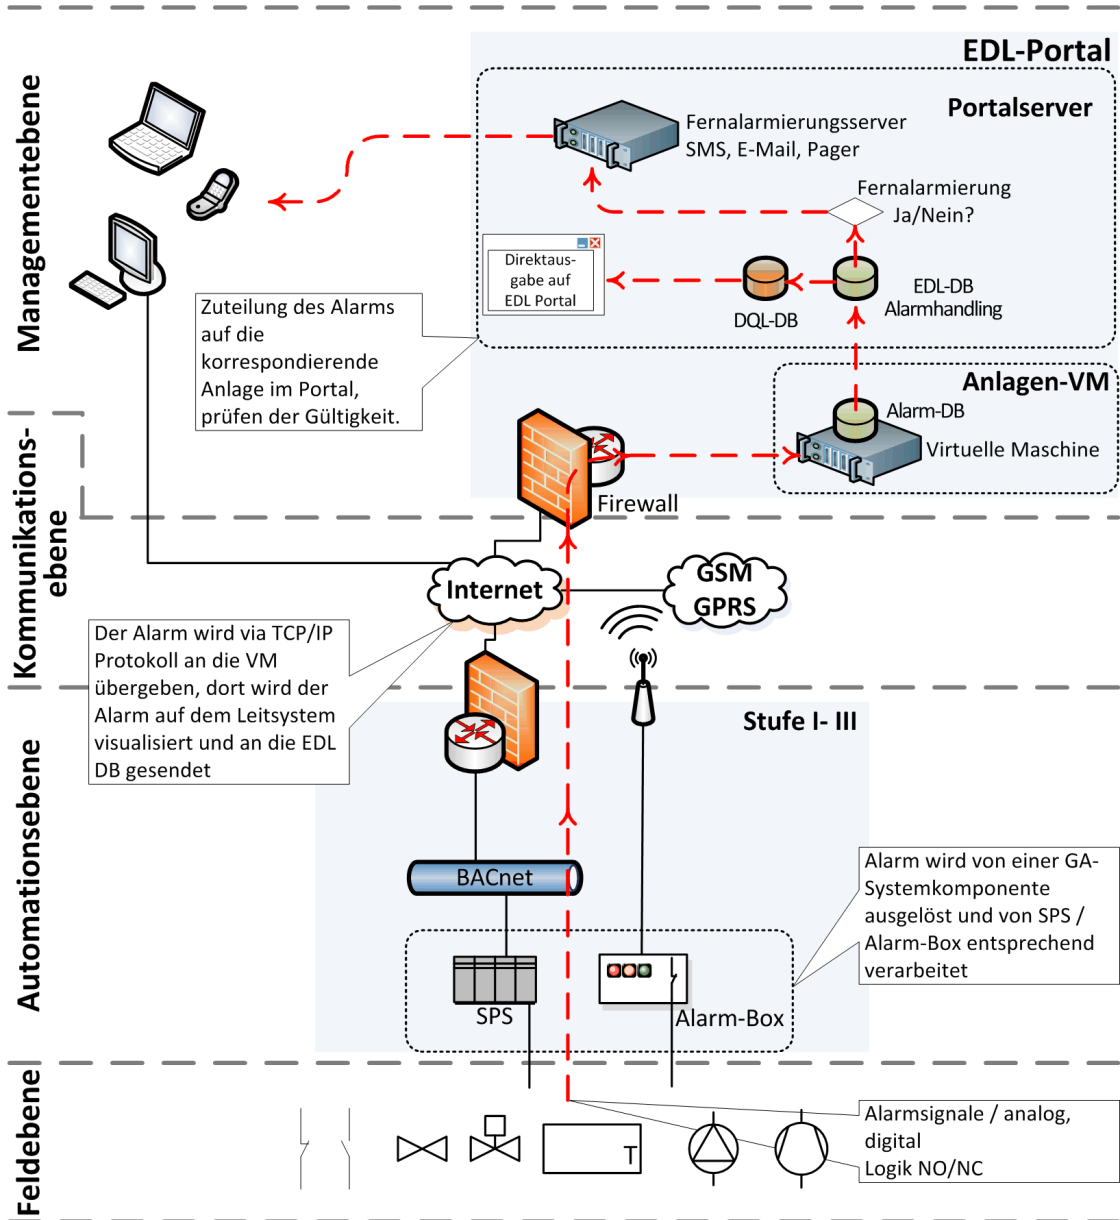 EDL-Portal
Portalserver
Managementebene
Fernalarmierungsserver
SMS, E-Mail, Pager
Fernalarmierung
Ja/Nein?
Direktaus-
gabe auf
EDL Portal
DQL-DB
EDL-DB
Alarmhandling
Zuteilung des Alarms
auf die
korrespondierende
Anlage im Portal,
prüfen der Gültigkeit.
Anlagen-VM
Alarm-DB
Virtuelle Maschine
Firewall
Kommunikations-
ebene
Internet
GSM
GPRS
Der Alarm wird via TCP/IP
Protokoll an die VM
übergeben, dort wird der
Alarm auf dem Leitsystem
visualisiert und an die EDL
DB gesendet
Stufe I- III
Automationsebene
BACnet
Alarm wird von einer GA-
Systemkomponente
ausgelöst und von SPS /
Alarm-Box entsprechend
verarbeitet
SPS
Alarm-Box
Feldebene
T
Alarmsignale / analog,
digital
Logik NO/NC